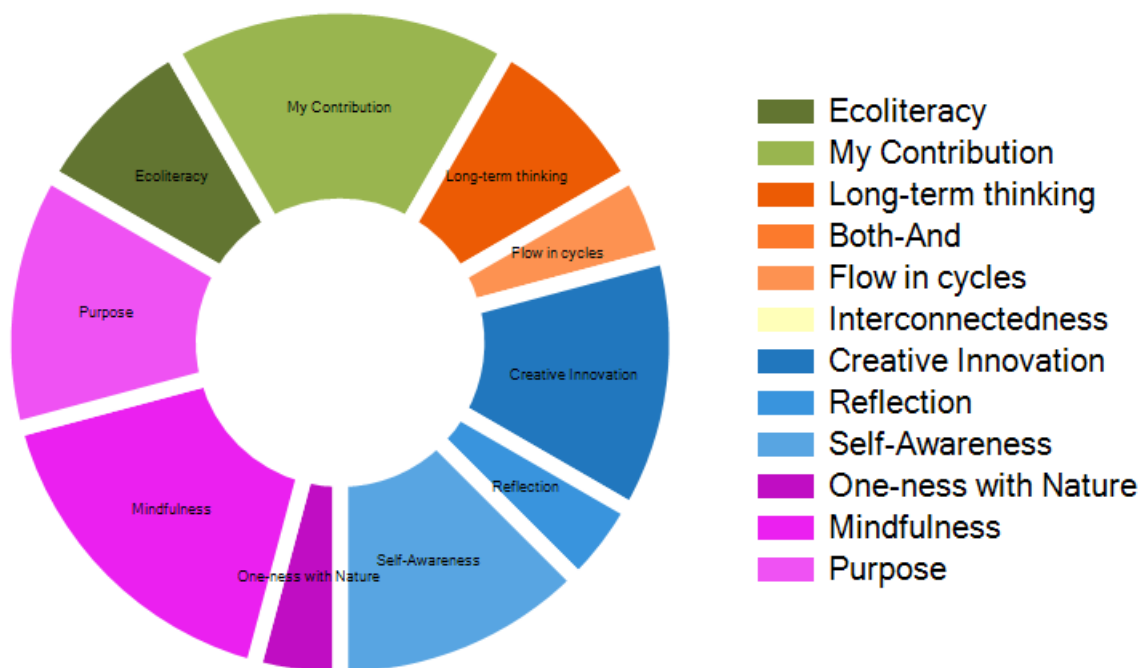 My Contribution
Ecoliteracy
Long-term thinking
Flow in cycles
Purpose
Creative Innovation
Reflection
Mindfulness
Self-Awareness
One-ness with Nature
Ecoliteracy
My Contribution
Long-term thinking
Both-And
Flow in cycles
Interconnectedness
Creative Innovation
Reflection
Self-Awareness
One-ness with Nature
Mindfulness
Purpose